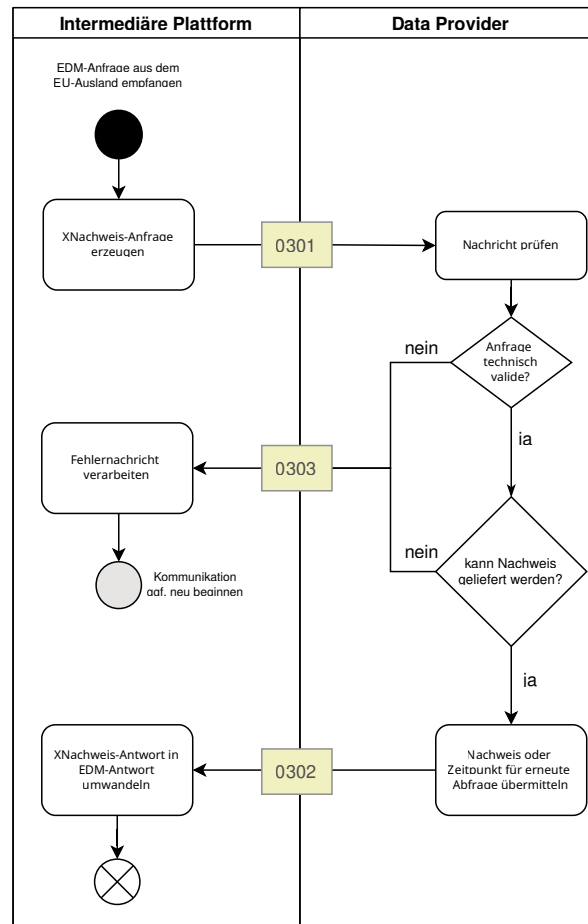 Intermediäre Plattform
Data Provider
EDM-Anfrage aus dem
EU-Ausland empfangen
XNachweis-Anfrage
erzeugen
0301
Nachricht prüfen
nein
Anfrage
technisch
valide?
ja
Fehlernachricht
verarbeiten
0303
nein
kann Nachweis
geliefert werden?
Kommunikation
ggf. neu beginnen
ja
XNachweis-Antwort in
EDM-Antwort
umwandeln
0302
Nachweis oder
Zeitpunkt für erneute
Abfrage übermitteln